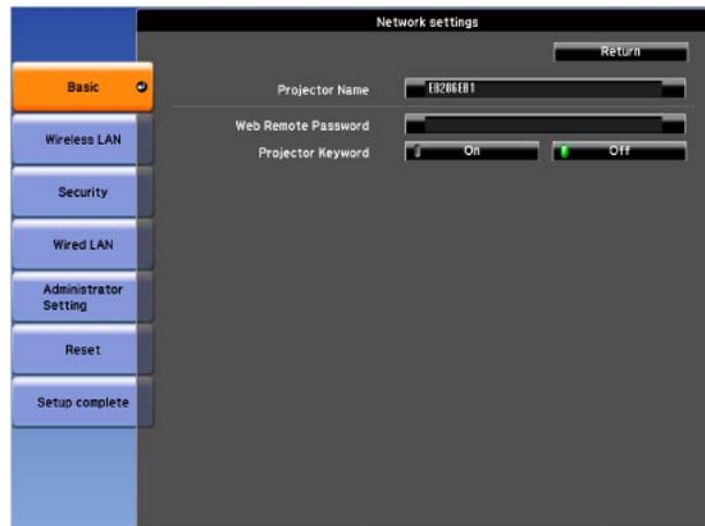 Network settings
Return
Basic
Projector Name EB286EB1
Web Remote Password
Wireless LAN
Projector Keyword On Off
Security
Wired LAN
Administrator
Setting
Reset
Setup complete